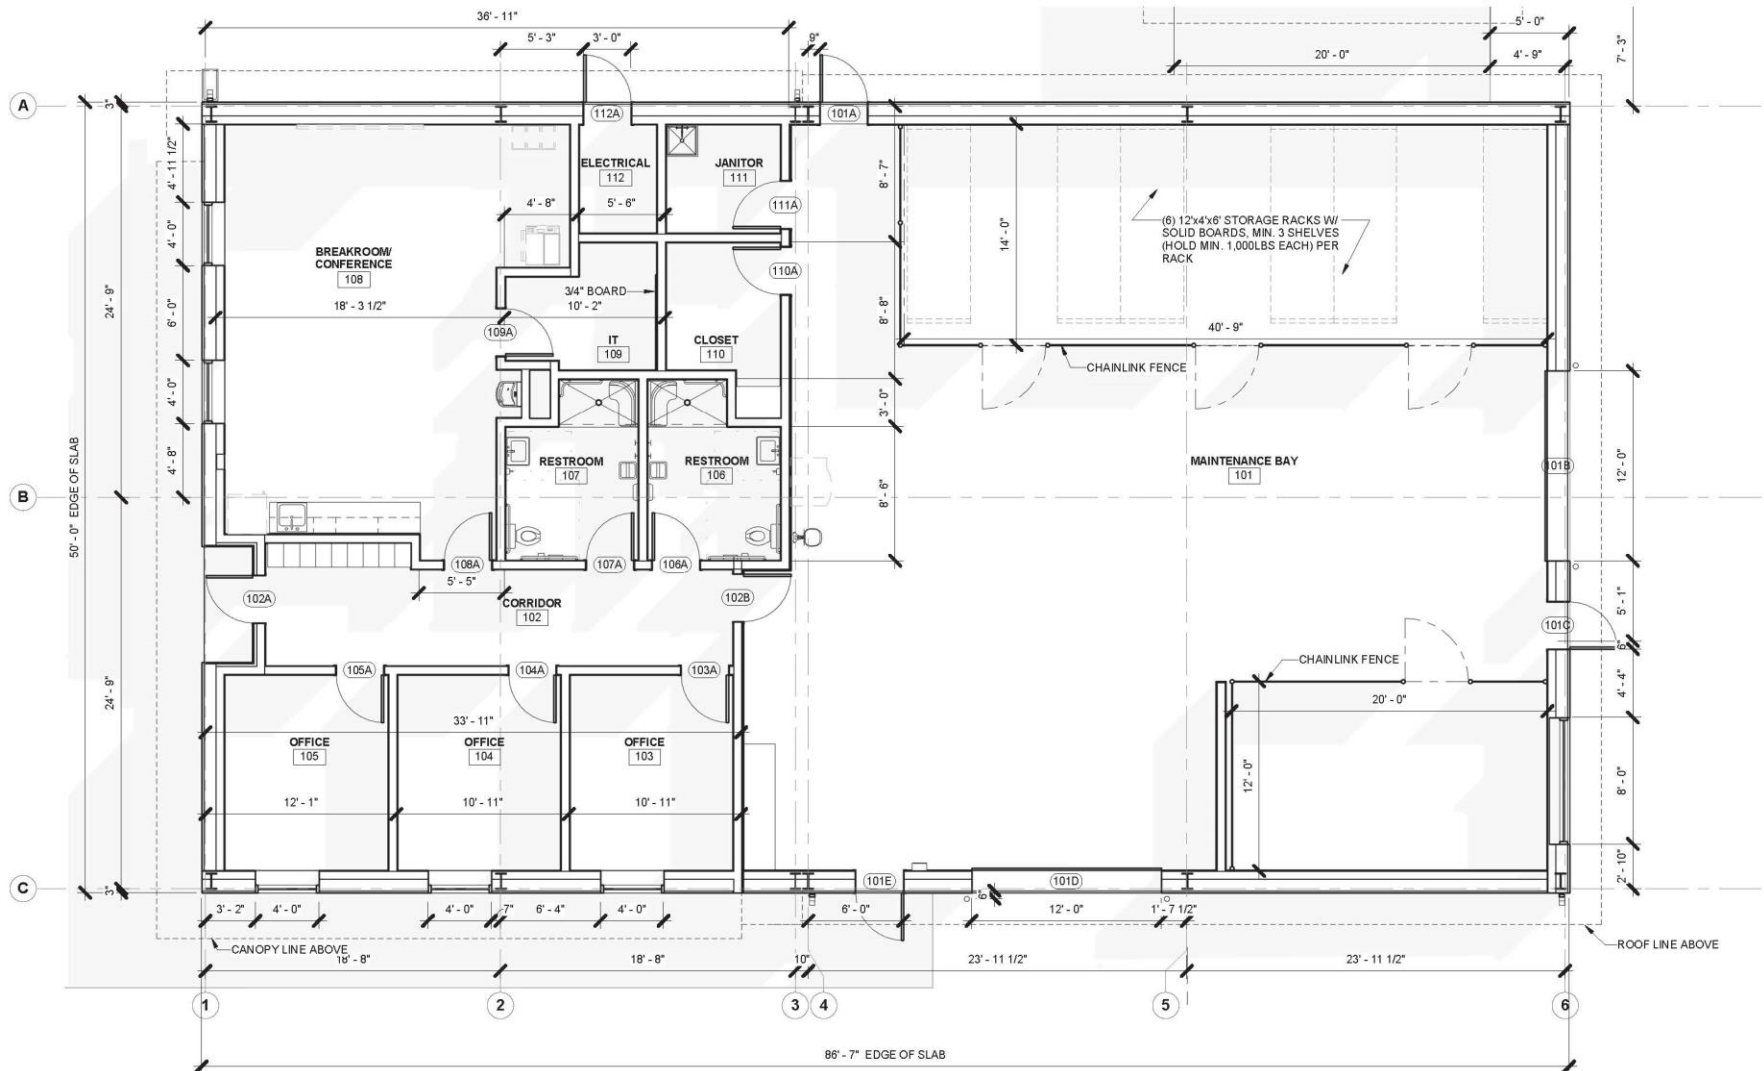 36' - 11"
5' - 3"
3' - 0"
9"
5' - 0"
20' - 0"
4' - 9"
7' - 3"
A
3"
112A
101A
4' - 11 1/2"
ELECTRICAL
112
JANITOR
111
8' - 7"
14' - 0"
4' - 8"
5' - 6"
111A
(6) 12'x4'x6' STORAGE RACKS W/
SOLID BOARDS, MIN. 3 SHELVES
(HOLD MIN. 1,000LBS EACH) PER
RACK
4' - 0"
BREAKROOM/
CONFERENCE
108
110A
24' - 9"
6' - 0"
18' - 3 1/2"
3/4" BOARD
10' - 2"
8' - 8"
40' - 9"
109A
IT
109
CLOSET
110
CHAINLINK FENCE
4' - 0"
3' - 0"
50' - 0" EDGE OF SLAB
4' - 8"
RESTROOM
107
RESTROOM
106
MAINTENANCE BAY
101
101B
12' - 0"
B
8' - 6"
108A
107A
106A
5' - 5"
102A
102B
CORRIDOR
102
5' - 1"
101C
6"
105A
104A
103A
CHAINLINK FENCE
24' - 9"
4' - 4"
20' - 0"
33' - 11"
OFFICE
105
OFFICE
104
OFFICE
103
12' - 0"
8' - 0"
12' - 1"
10' - 11"
10' - 11"
2' - 10"
C
3"
101E
101D
6"
3' - 2"
4' - 0"
4' - 0"
7"
6' - 4"
4' - 0"
6' - 0"
12' - 0"
1' - 7 1/2"
CANOPY LINE ABOVE
ROOF LINE ABOVE
18' - 8"
18' - 8"
10"
23' - 11 1/2"
23' - 11 1/2"
1
2
3
4
5
6
86' - 7" EDGE OF SLAB